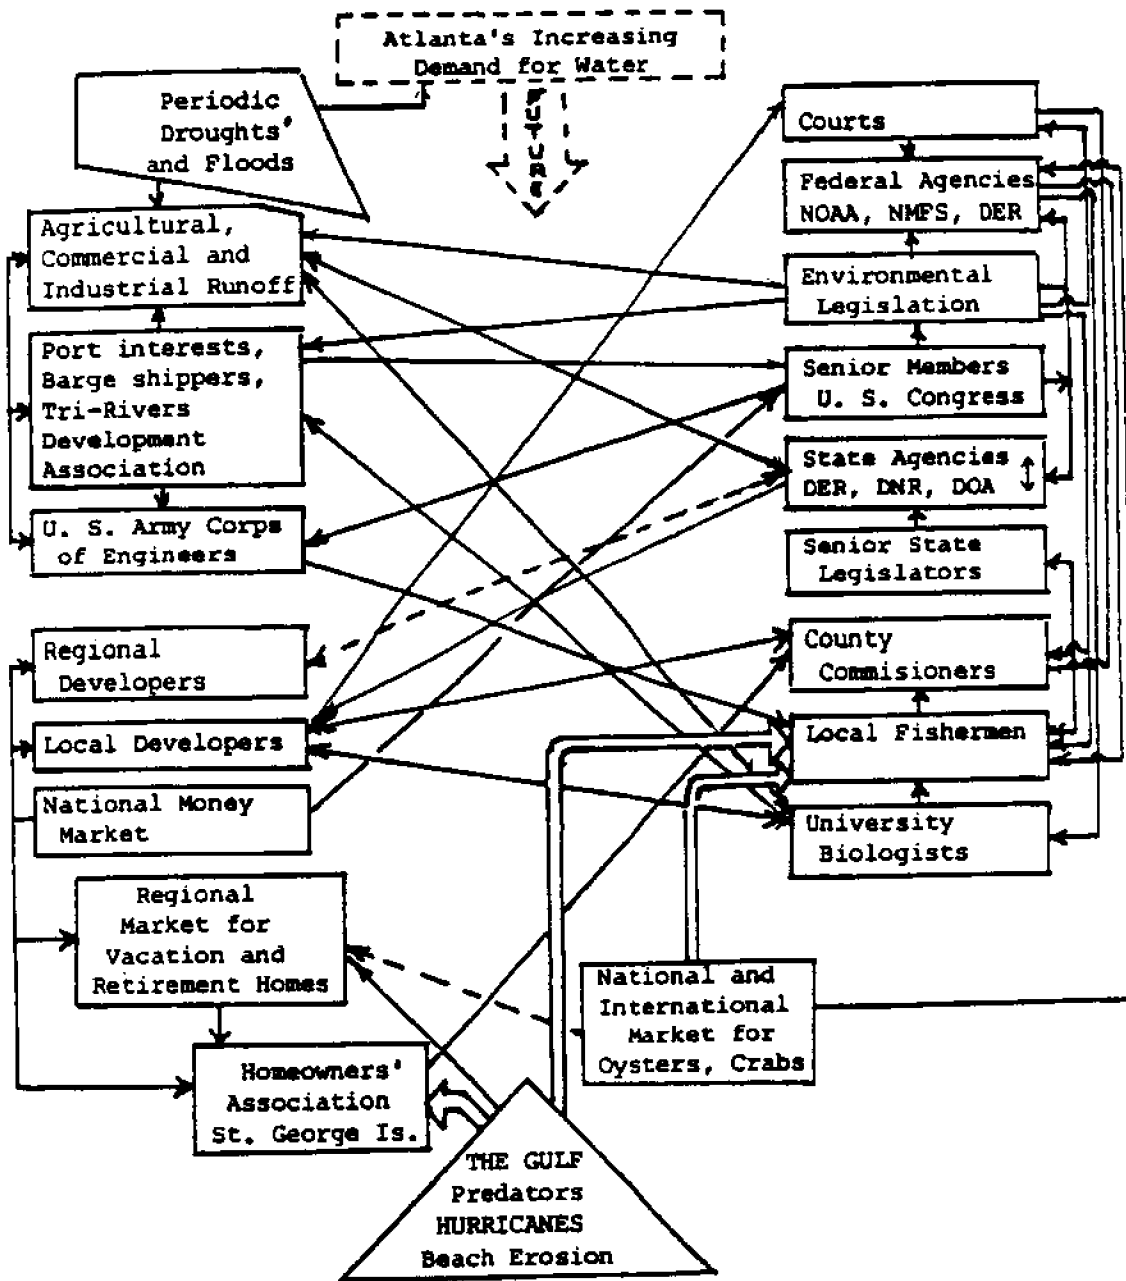 Atlanta's Increasing
Demand for Water
FUTURE
Periodic
Droughts'
and Floods
Agricultural,
Commercial and
Industrial Runoff
Port interests,
Barge shippers,
Tri-Rivers
Development
Association
U. S. Army Corps
of Engineers
Regional
Developers
Local Developers
National Money
Market
Regional
Market for
Vacation and
Retirement Homes
Homeowners'
Association
St. George Is.
THE GULF
Predators
HURRICANES
Beach Erosion
National and
International
Market for
Oysters, Crabs
Courts
Federal Agencies
NOAA, NMFS, DER
Environmental
Legislation
Senior Members
U. S. Congress
State Agencies
DER, DNR, DOA
Senior State
Legislators
County
Commisioners
Local Fishermen
University
Biologists